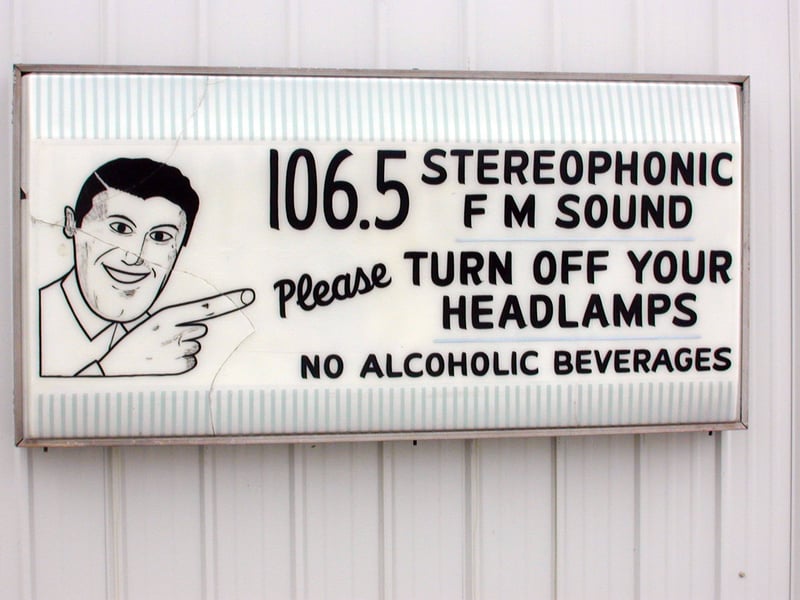 106.5 STEREOPHONIC
F M SOUND
Please TURN OFF YOUR
HEADLAMPS
NO ALCOHOLIC BEVERAGES